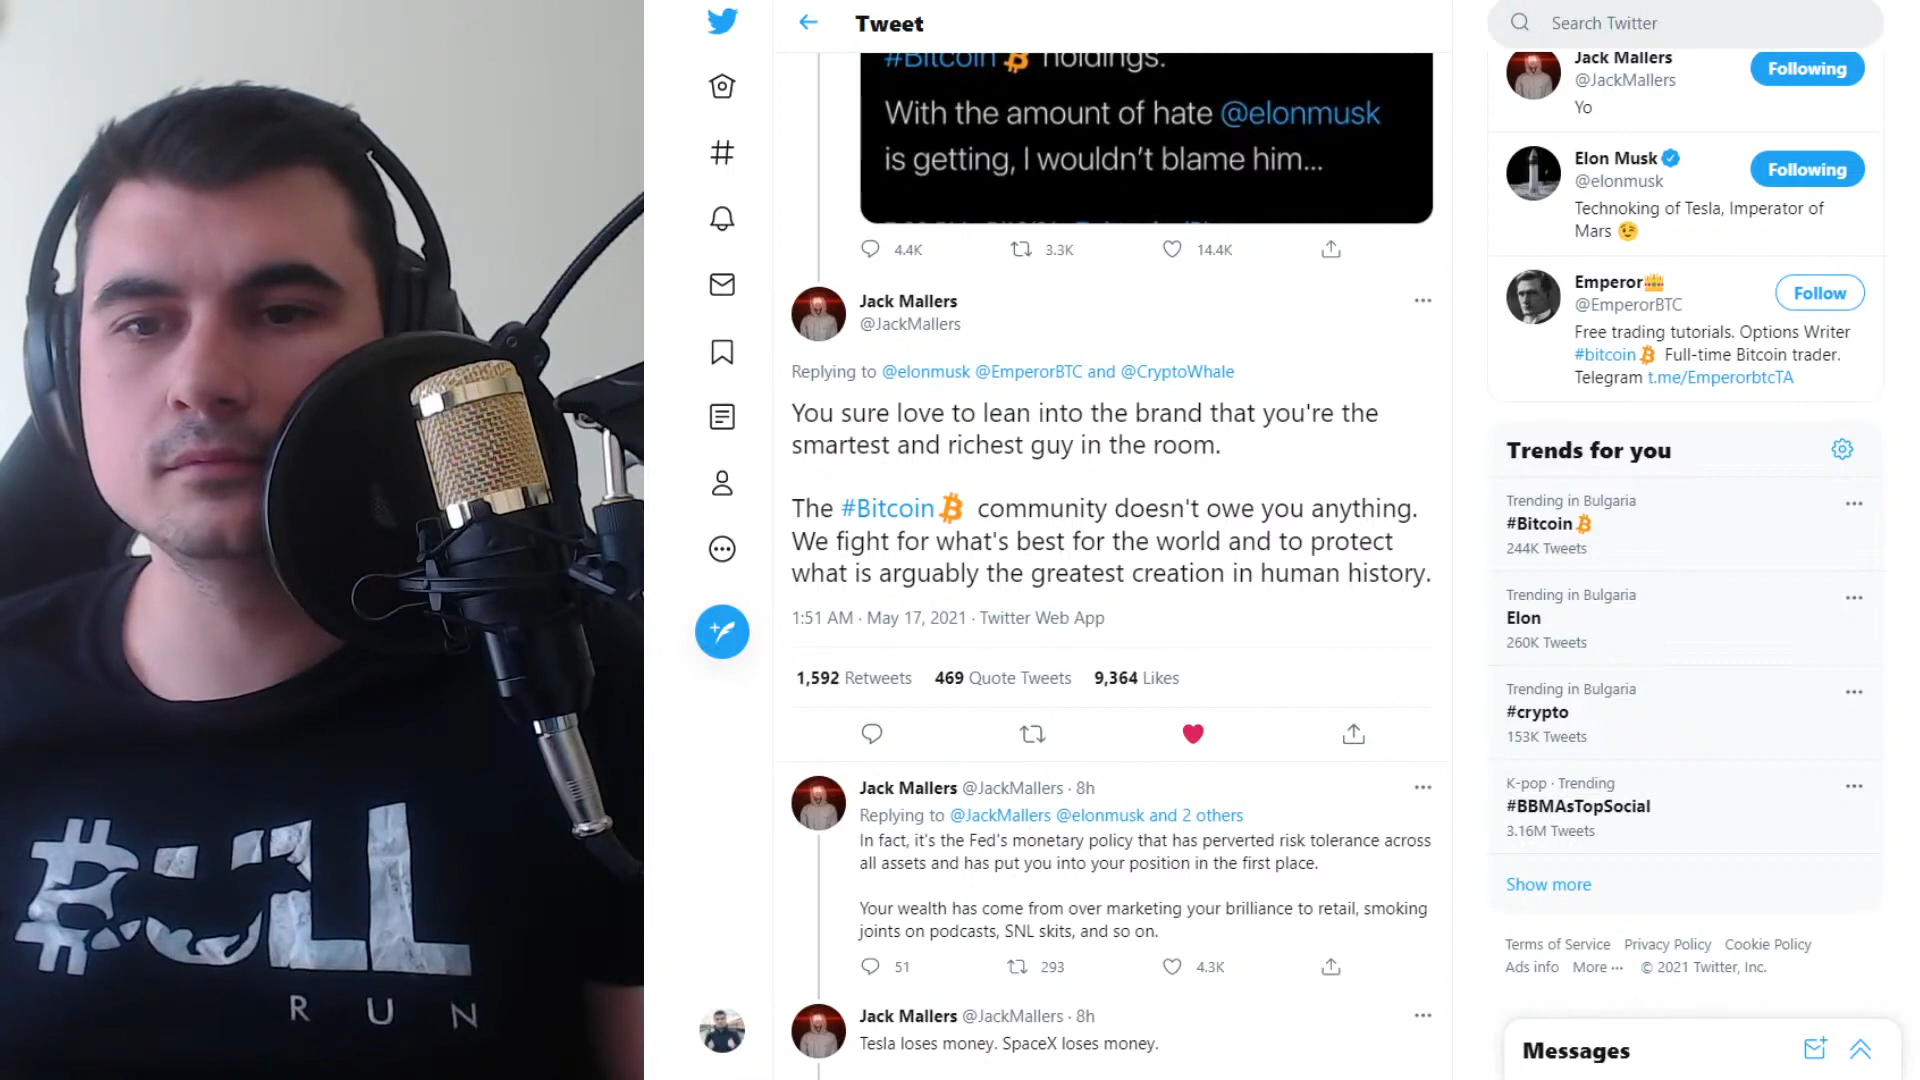 BULL
RUN
Tweet
#Bitcoin holdings.
With the amount of hate @elonmusk
is getting, I wouldn't blame him...
4.4K 3.3K 14.4K
Jack Mallers
@JackMallers
Replying to @elonmusk @EmperorBTC and @CryptoWhale
You sure love to lean into the brand that you're the
smartest and richest guy in the room.
The #Bitcoin community doesn't owe you anything.
We fight for what's best for the world and to protect
what is arguably the greatest creation in human history.
1:51 AM · May 17, 2021 · Twitter Web App
1,592 Retweets 469 Quote Tweets 9,364 Likes
Jack Mallers @JackMallers · 8h
Replying to @JackMallers @elonmusk and 2 others
In fact, it's the Fed's monetary policy that has perverted risk tolerance across
all assets and has put you into your position in the first place.
Your wealth has come from over marketing your brilliance to retail, smoking
joints on podcasts, SNL skits, and so on.
51 293 4.3K
Jack Mallers @JackMallers · 8h
Tesla loses money. SpaceX loses money.
Search Twitter
Jack Mallers
@JackMallers
Following
Yo
Elon Musk
@elonmusk
Following
Technoking of Tesla, Imperator of
Mars 😉
Emperor👑
@EmperorBTC
Follow
Free trading tutorials. Options Writer
#bitcoin Full-time Bitcoin trader.
Telegram t.me/EmperorbtcTA
Trends for you
Trending in Bulgaria
#Bitcoin
244K Tweets
Trending in Bulgaria
Elon
260K Tweets
Trending in Bulgaria
#crypto
153K Tweets
K-pop · Trending
#BBMAsTopSocial
3.16M Tweets
Show more
Terms of Service Privacy Policy Cookie Policy
Ads info More ··· © 2021 Twitter, Inc.
Messages